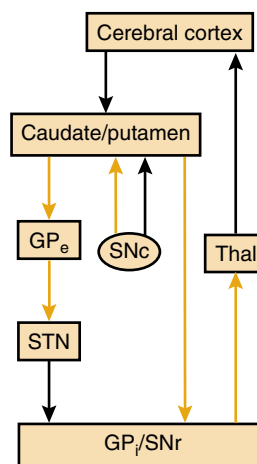 Cerebral cortex
Caudate/putamen
GPe
SNc
Thal
STN
GPi/SNr